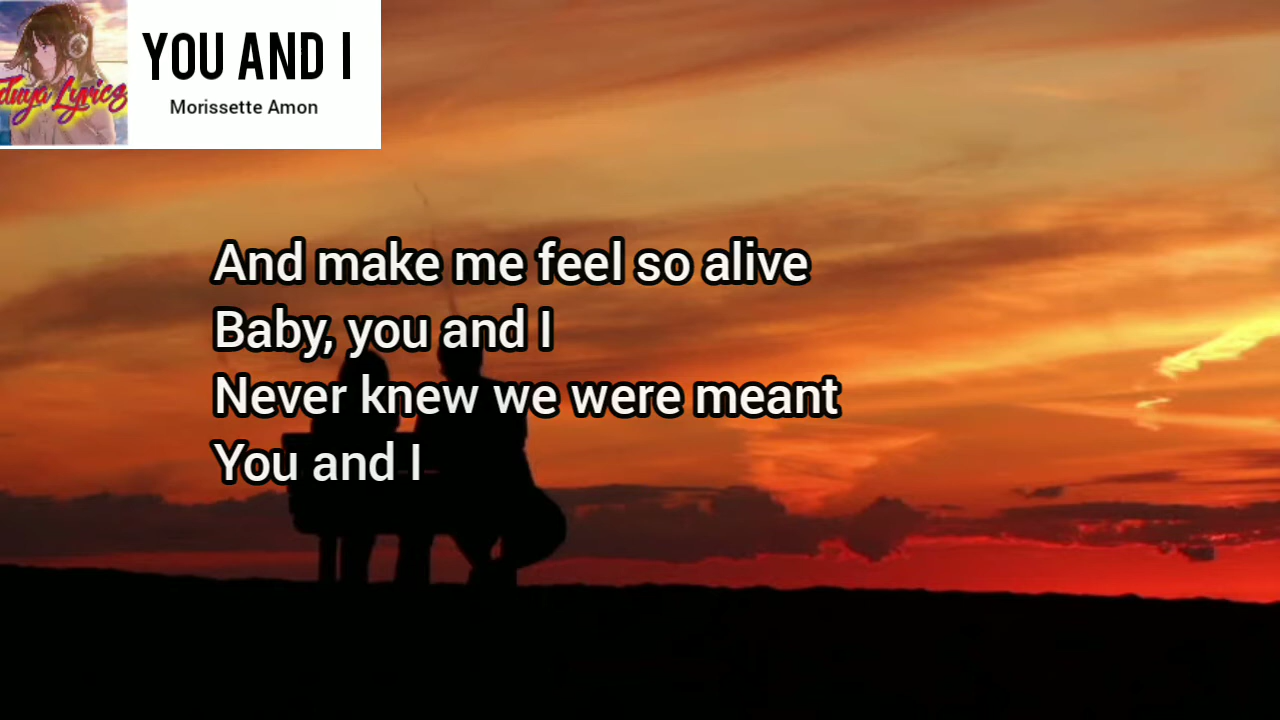 YOU AND I
Morissette Amon
Lyrics
And make me feel so alive
Baby, you and I
Never knew we were meant
You and I